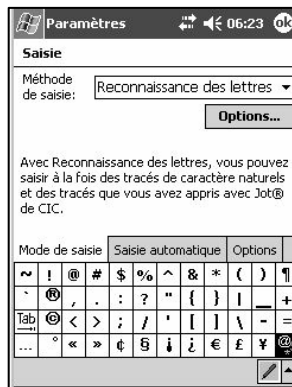 Paramètres 06:23 ok
Saisie
Méthode de saisie: Reconnaissance des lettres
Options...
Avec Reconnaissance des lettres, vous pouvez
saisir à la fois des tracés de caractère naturels
et des tracés que vous avez appris avec Jot®
de CIC.
Mode de saisie Saisie automatique Options
~ ! @ # $ % ^ & * ( ) ¶
` ® , . : ? " { } | _ +
Tab © < > ; / ' [ ] \ - =
... ° « » ¢ § ¡ ¿ € £ ¥ @